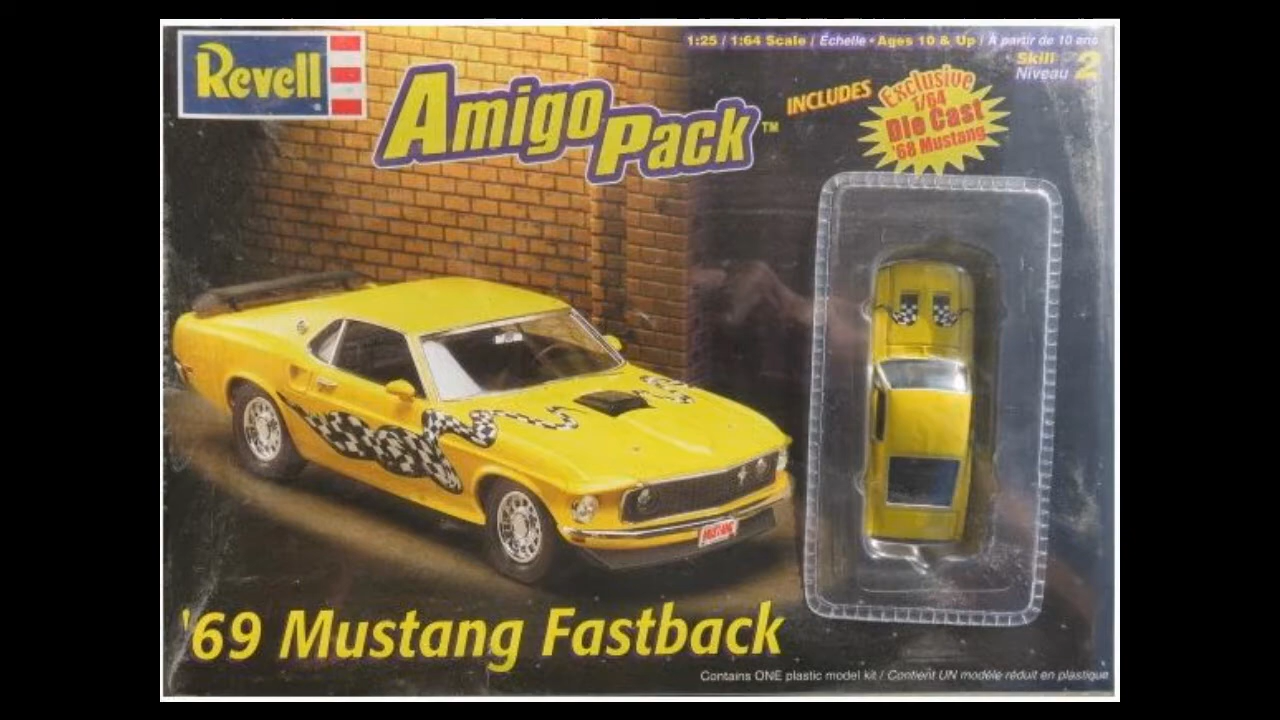 Revell
1:25 / 1:64 Scale / Échelle • Ages 10 & Up / À partir de 10 ans
Skill
Niveau 2
Amigo Pack™
INCLUDES
Exclusive
1/64
Die Cast
'68 Mustang
MUSTANG
'69 Mustang Fastback
Contains ONE plastic model kit / Contient UN modèle réduit en plastique